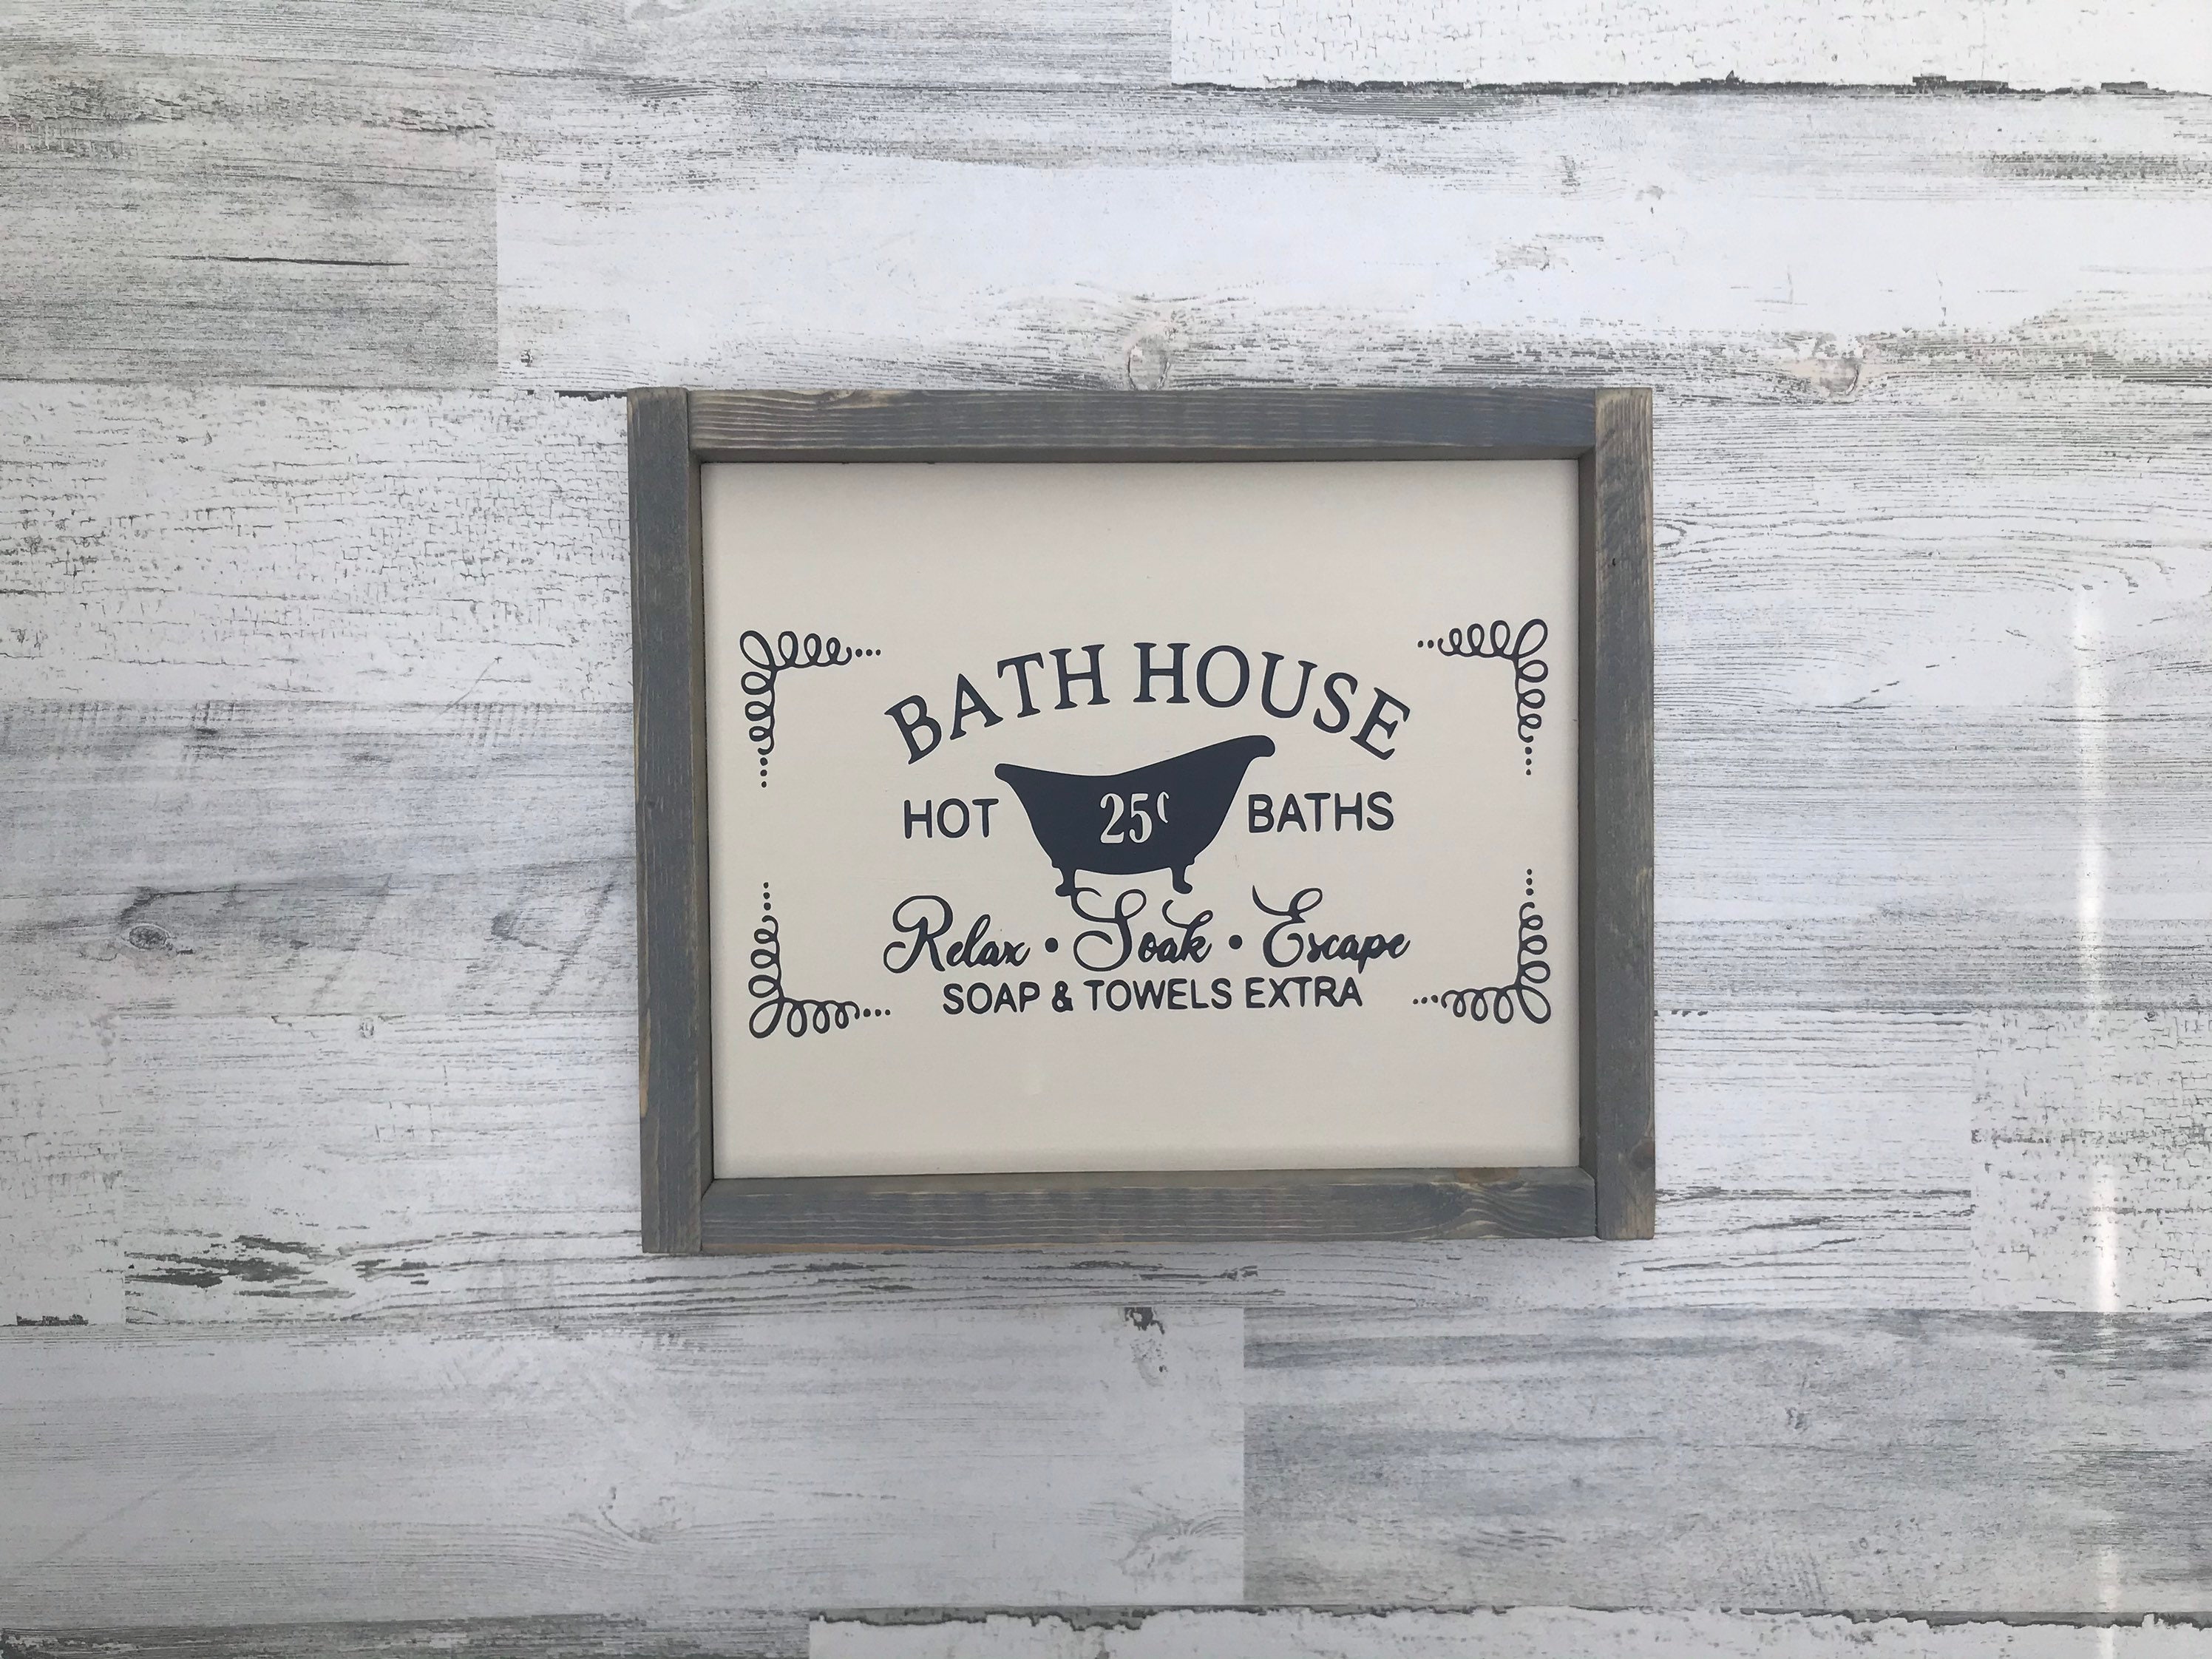 BATH HOUSE
HOT 25¢ BATHS
Relax • Soak • Escape
SOAP & TOWELS EXTRA